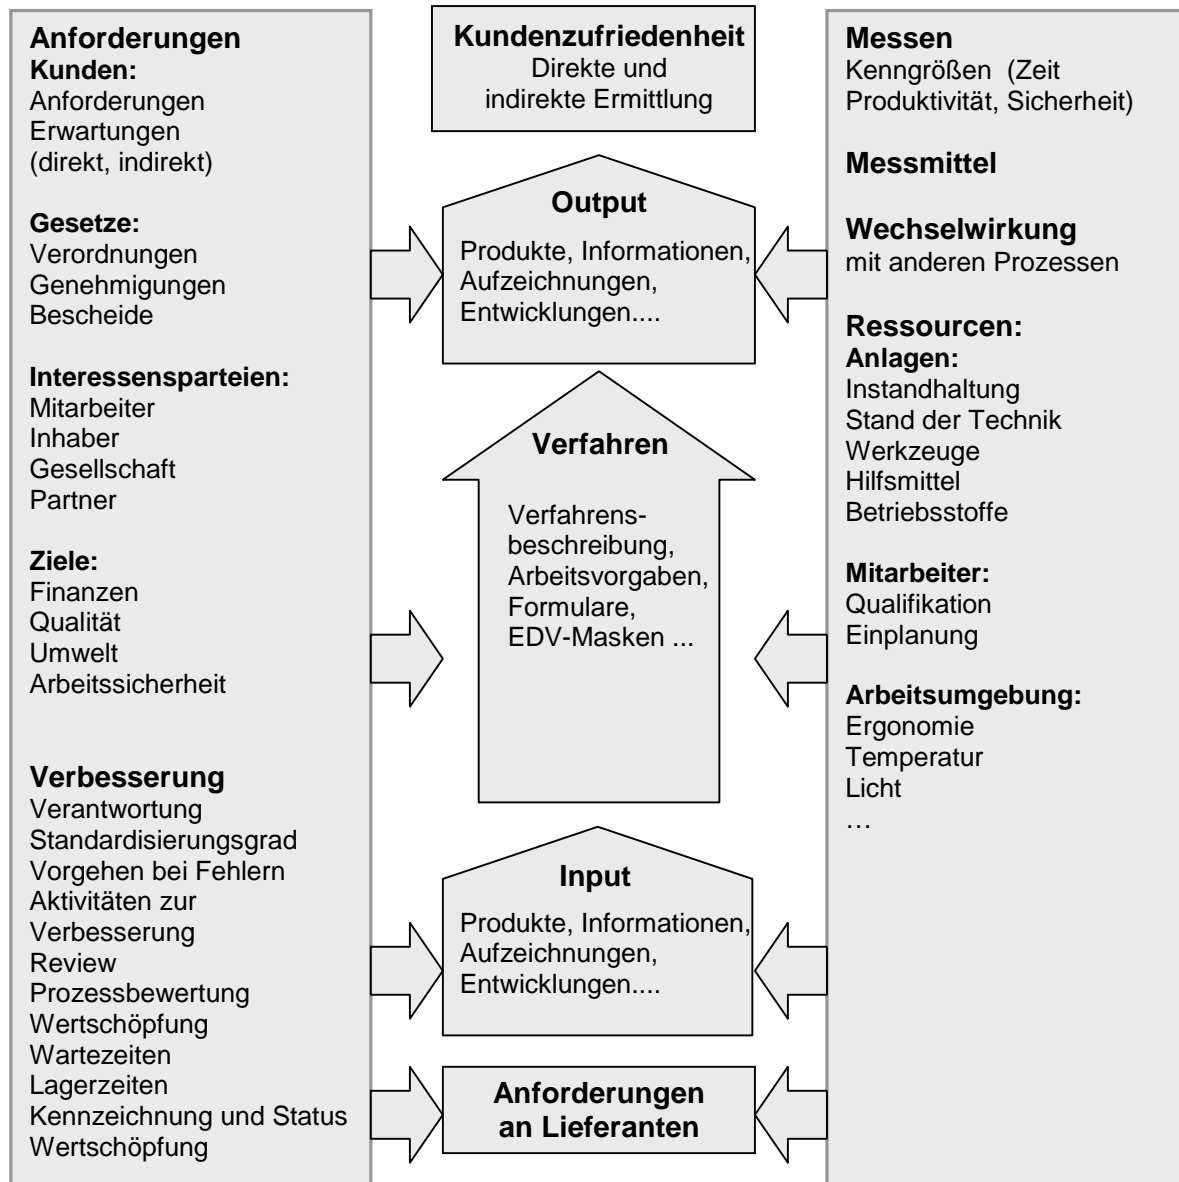 Anforderungen
Kunden:
Anforderungen
Erwartungen
(direkt, indirekt)
Gesetze:
Verordnungen
Genehmigungen
Bescheide
Interessensparteien:
Mitarbeiter
Inhaber
Gesellschaft
Partner
Ziele:
Finanzen
Qualität
Umwelt
Arbeitssicherheit
Verbesserung
Verantwortung
Standardisierungsgrad
Vorgehen bei Fehlern
Aktivitäten zur
Verbesserung
Review
Prozessbewertung
Wertschöpfung
Wartezeiten
Lagerzeiten
Kennzeichnung und Status
Wertschöpfung
Kundenzufriedenheit
Direkte und
indirekte Ermittlung
Output
Produkte, Informationen,
Aufzeichnungen,
Entwicklungen....
Verfahren
Verfahrens-
beschreibung,
Arbeitsvorgaben,
Formulare,
EDV-Masken ...
Input
Produkte, Informationen,
Aufzeichnungen,
Entwicklungen....
Anforderungen
an Lieferanten
Messen
Kenngrößen (Zeit
Produktivität, Sicherheit)
Messmittel
Wechselwirkung
mit anderen Prozessen
Ressourcen:
Anlagen:
Instandhaltung
Stand der Technik
Werkzeuge
Hilfsmittel
Betriebsstoffe
Mitarbeiter:
Qualifikation
Einplanung
Arbeitsumgebung:
Ergonomie
Temperatur
Licht
…